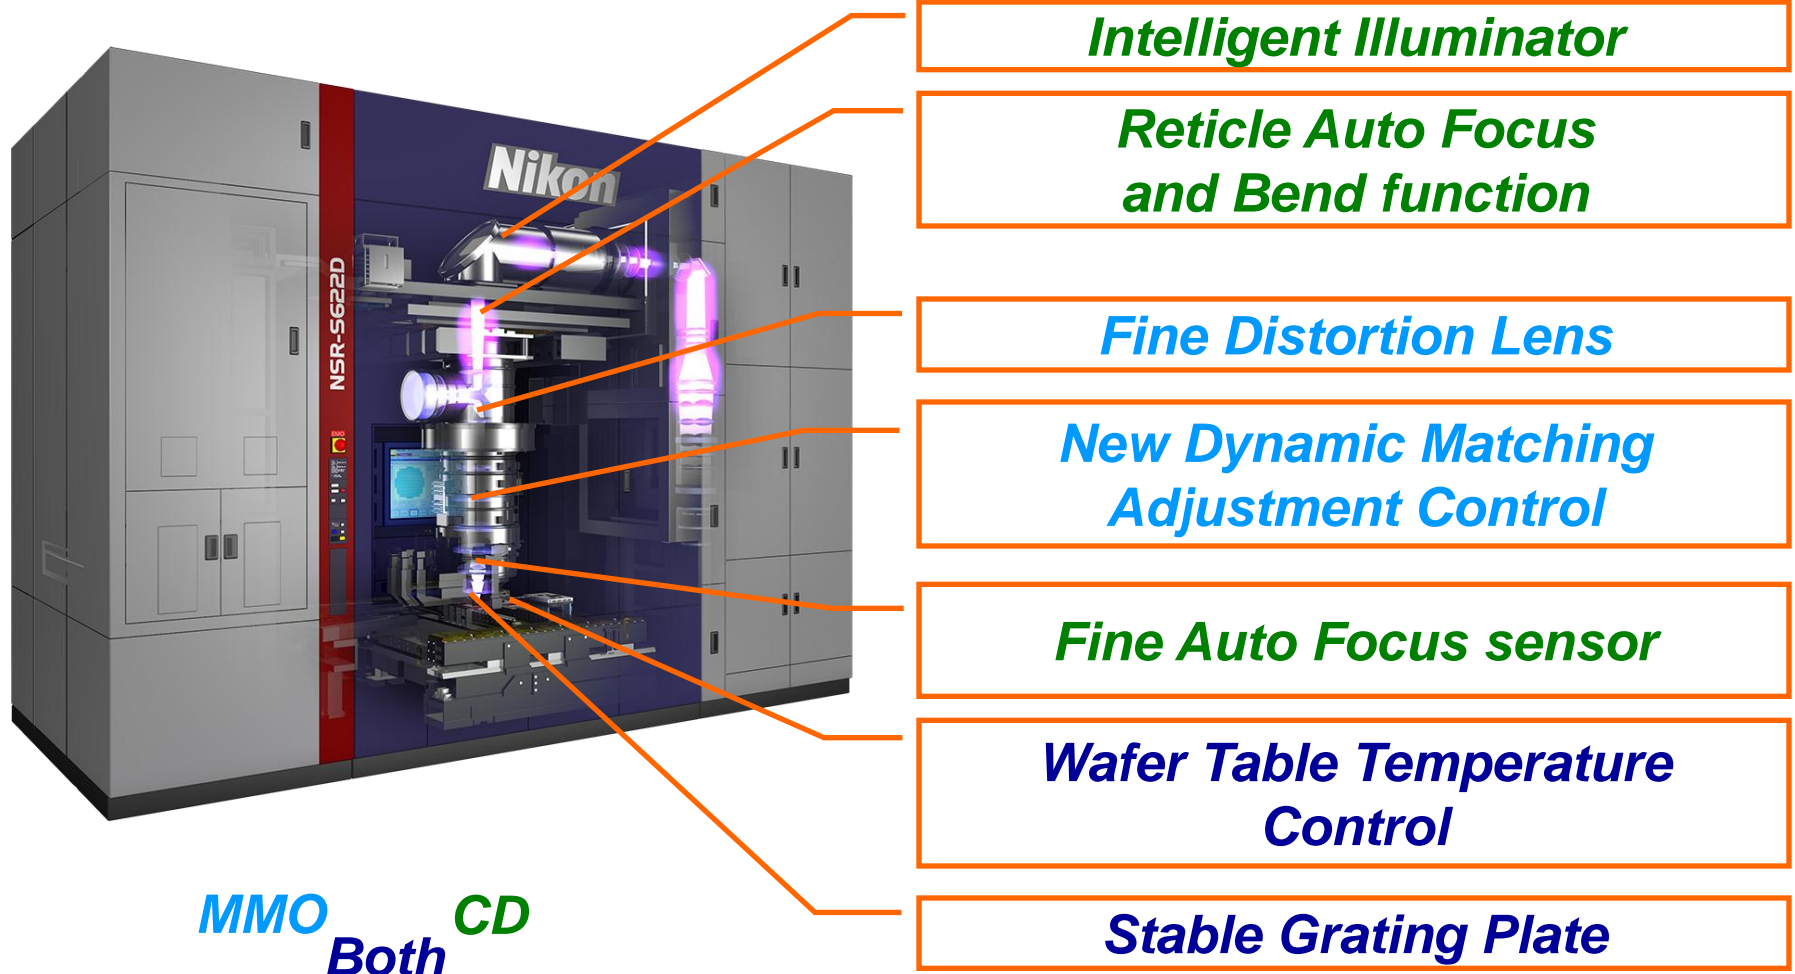 Intelligent Illuminator
Reticle Auto Focus
and Bend function
Nikon
NSR-S622D
Fine Distortion Lens
New Dynamic Matching
Adjustment Control
EMO
Fine Auto Focus sensor
Wafer Table Temperature
Control
MMO CD
Both
Stable Grating Plate